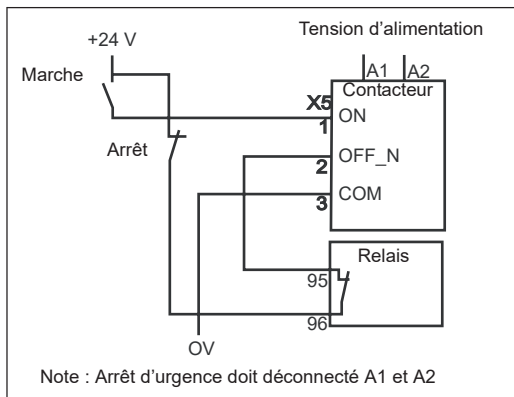 Tension d'alimentation
+24 V
A1 A2
Marche
Contacteur
X5
ON
1
Arrêt
OFF_N
2
COM
3
Relais
95
96
OV
Note : Arrêt d'urgence doit déconnecté A1 et A2